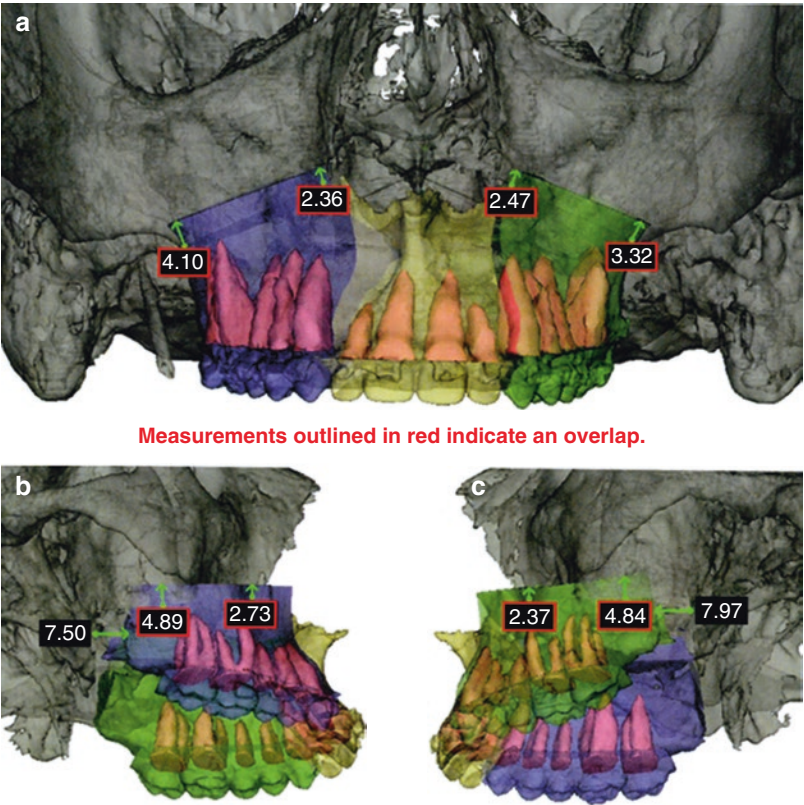 a
2.36
2.47
4.10
3.32
Measurements outlined in red indicate an overlap.
b
c
7.50
4.89
2.73
2.37
4.84
7.97